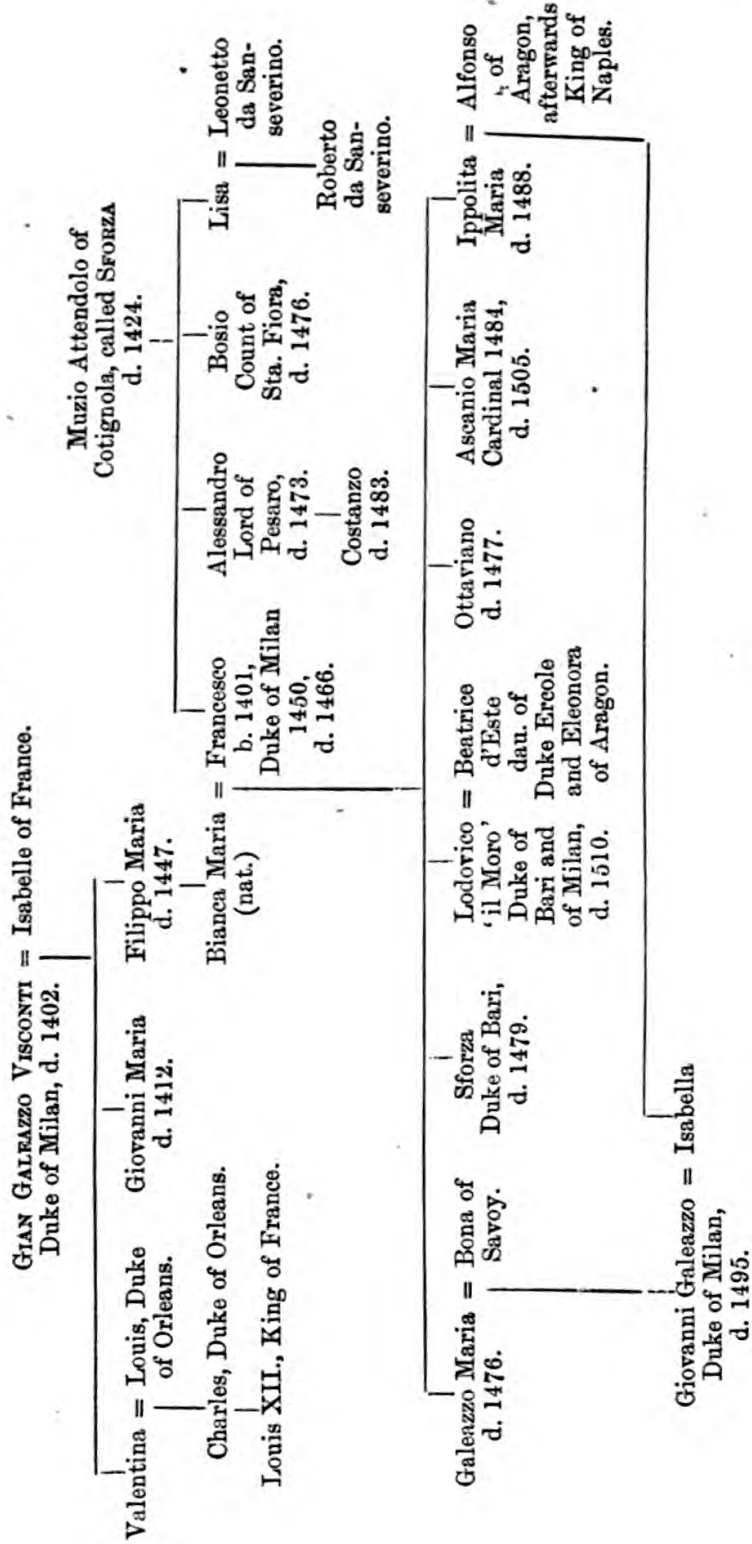 GIAN GALEAZZO VISCONTI = Isabelle of France.
Duke of Milan, d. 1402.
Valentina = Louis, Duke
of Orleans.
Giovanni Maria
d. 1412.
Filippo Maria
d. 1447.
Charles, Duke of Orleans.
Louis XII., King of France.
Bianca Maria
(nat.)
=
Muzio Attendolo of
Cotignola, called SFORZA
d. 1424.
Francesco
b. 1401,
Duke of Milan
1450,
d. 1466.
Alessandro
Lord of
Pesaro,
d. 1473.
Costanzo
d. 1483.
Bosio
Count of
Sta. Fiora,
d. 1476.
Lisa = Leonetto
da San-
severino.
Roberto
da San-
severino.
Galeazzo Maria = Bona of
d. 1476.
Savoy.
Sforza
Duke of Bari,
d. 1479.
Lodovico = Beatrice
'il Moro'
Duke of
Bari and
of Milan,
d. 1510.
d'Este
dau. of
Duke Ercole
and Eleonora
of Aragon.
Ottaviano
d. 1477.
Ascanio Maria
Cardinal 1484,
d. 1505.
Ippolita = Alfonso
Maria
d. 1488.
of
Aragon,
afterwards
King of
Naples.
Giovanni Galeazzo = Isabella
Duke of Milan,
d. 1495.